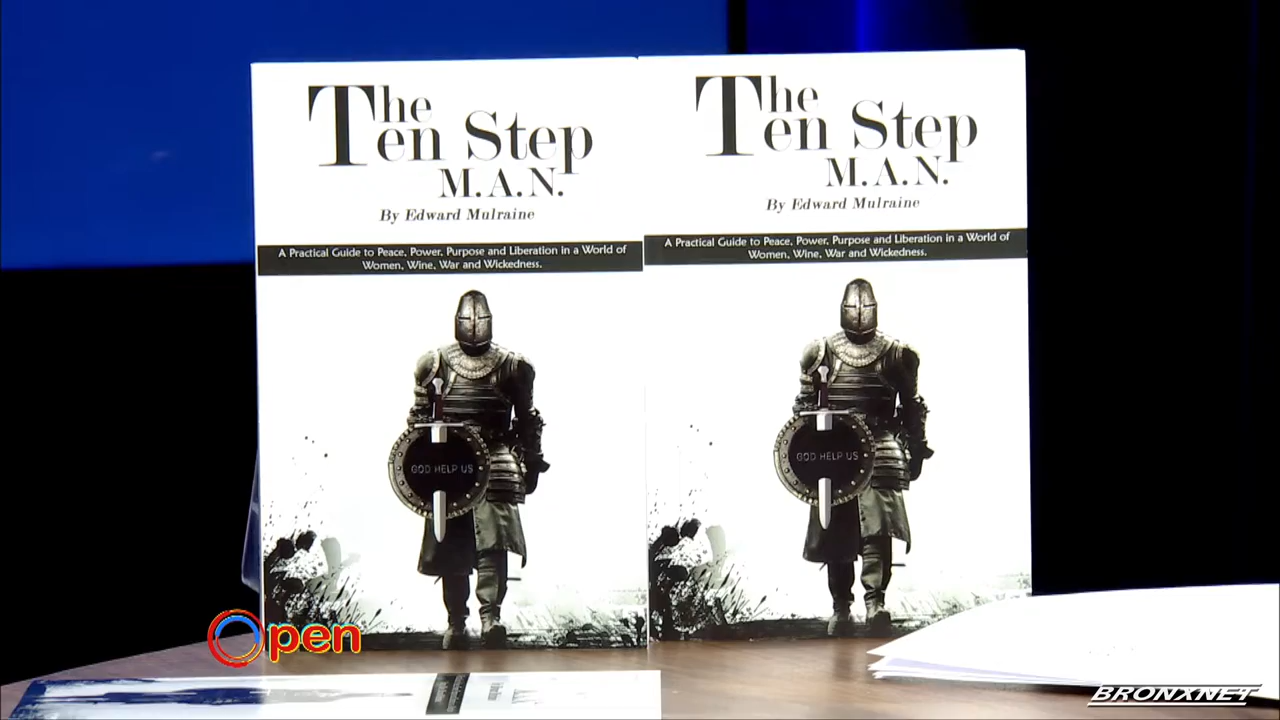 The
Ten Step
M.A.N.
By Edward Mulraine
A Practical Guide to Peace, Power, Purpose and Liberation in a World of
Women, Wine, War and Wickedness.
GOD HELP US
The
Ten Step
M.A.N.
By Edward Mulraine
A Practical Guide to Peace, Power, Purpose and Liberation in a World of
Women, Wine, War and Wickedness.
GOD HELP US
Open
BRONXNET